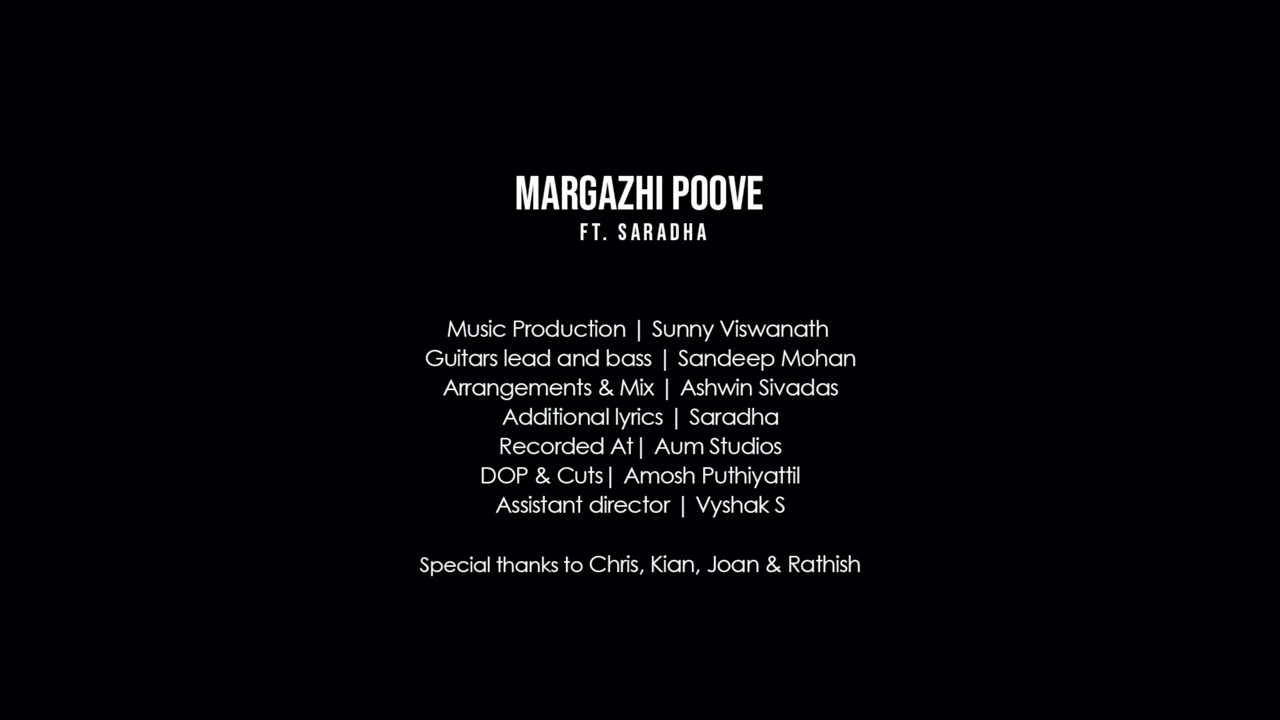 MARGAZHI POOVE
FT. SARADHA
Music Production | Sunny Viswanath
Guitars lead and bass | Sandeep Mohan
Arrangements & Mix | Ashwin Sivadas
Additional lyrics | Saradha
Recorded At| Aum Studios
DOP & Cuts| Amosh Puthiyattil
Assistant director | Vyshak S
Special thanks to Chris, Kian, Joan & Rathish